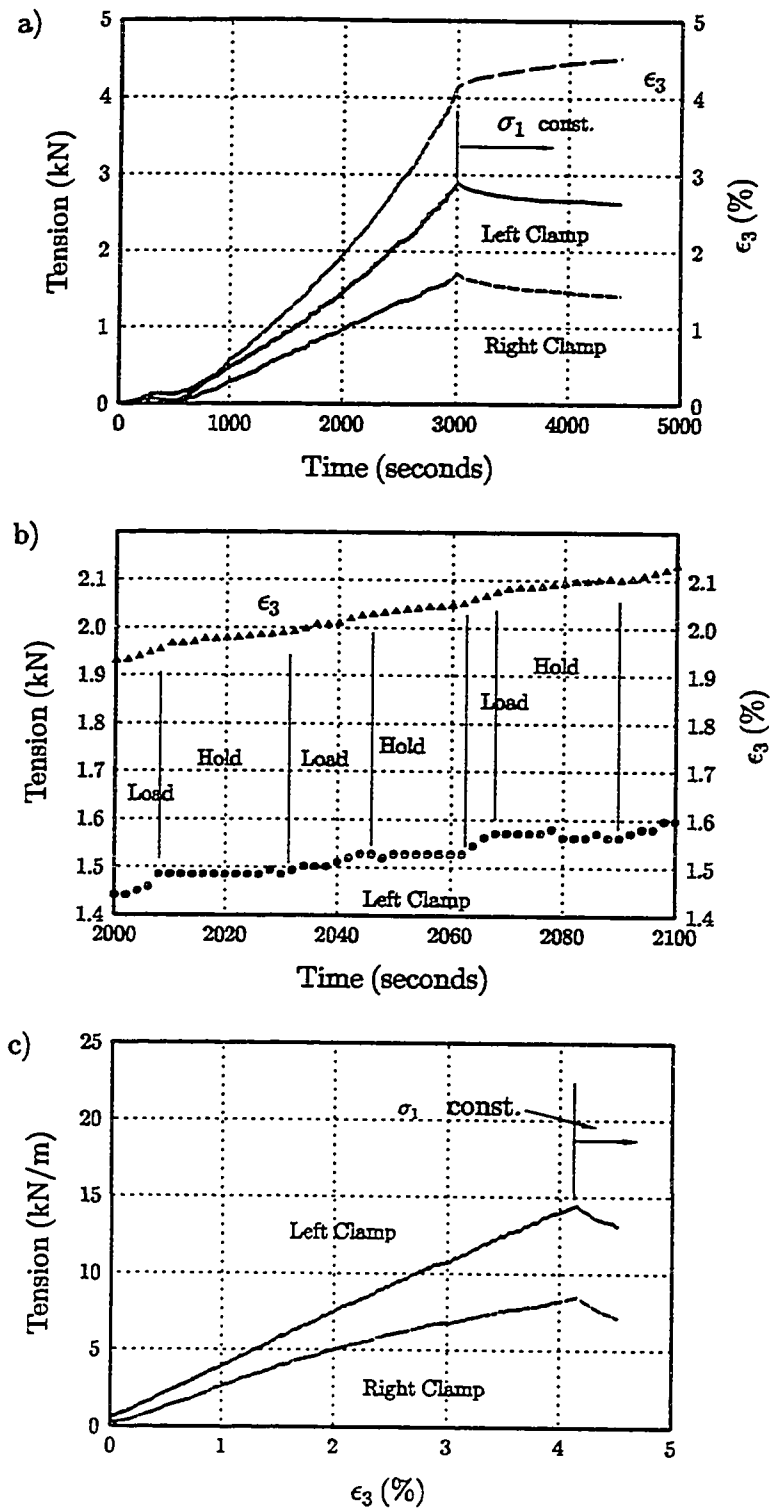 a)
5
4
3
2
1
0
Tension (kN)
5
4
3
2
1
0
ϵ3 (%)
ϵ3
σ1 const.
Left Clamp
Right Clamp
0 1000 2000 3000 4000 5000
Time (seconds)
b)
2.1
2.0
1.9
1.8
1.7
1.6
1.5
1.4
Tension (kN)
2.1
2.0
1.9
1.8
1.7
1.6
1.5
1.4
ϵ3 (%)
ϵ3
Load
Hold
Load
Hold
Load
Hold
Left Clamp
2000 2020 2040 2060 2080 2100
Time (seconds)
c)
25
20
15
10
5
0
Tension (kN/m)
σ1 const.
Left Clamp
Right Clamp
0 1 2 3 4 5
ϵ3 (%)